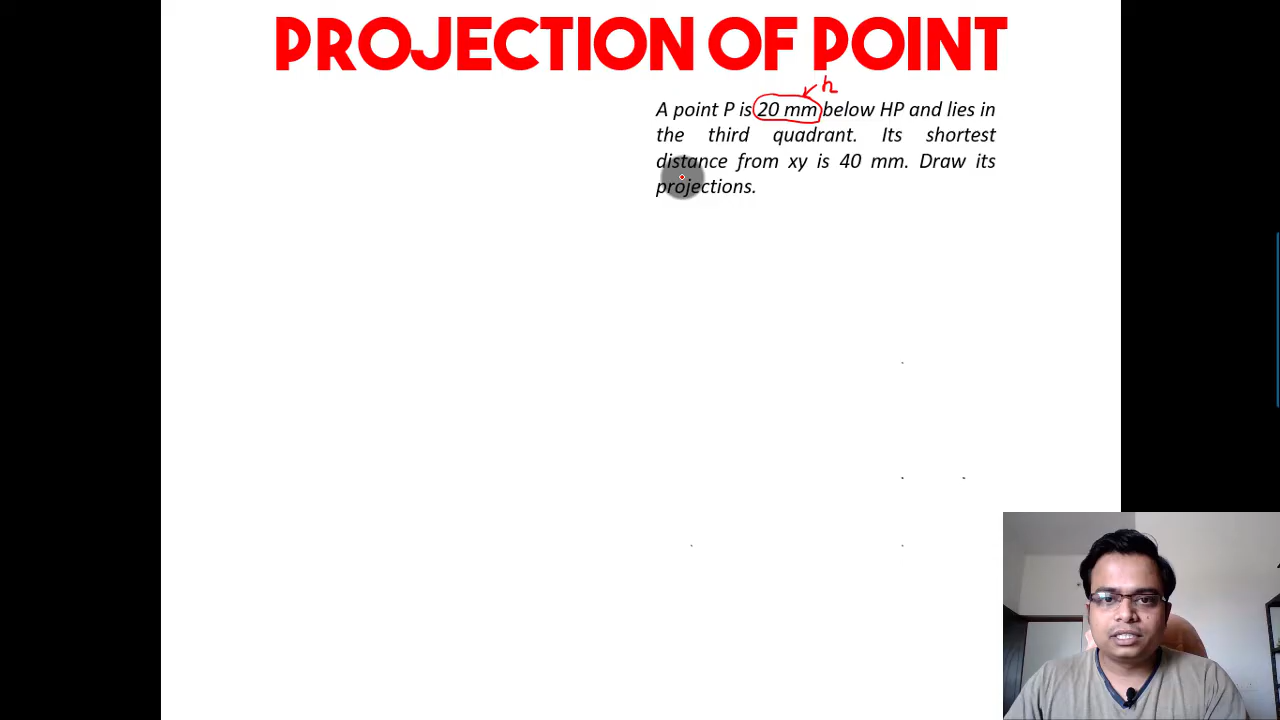 PROJECTION OF POINT
h
A point P is 20 mm below HP and lies in
the third quadrant. Its shortest
distance from xy is 40 mm. Draw its
projections.